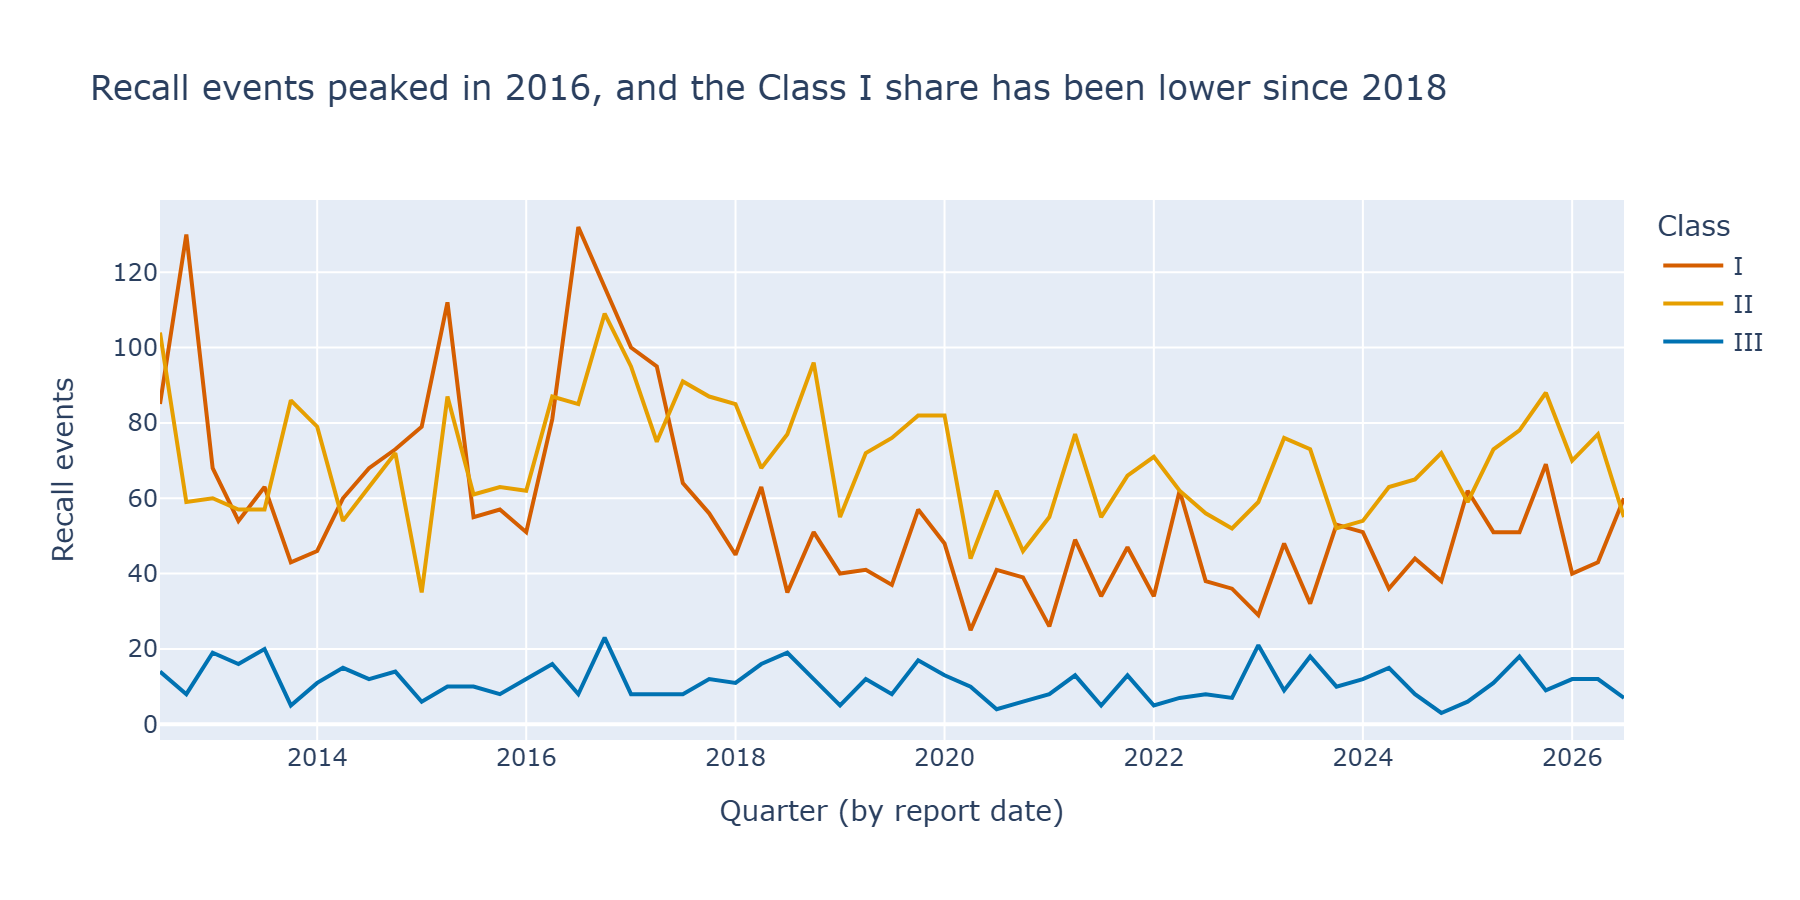 Recall events peaked in 2016, and the Class I share has been lower since 2018
Class
I
II
III
Recall events
120
100
80
60
40
20
0
2014 2016 2018 2020 2022 2024 2026
Quarter (by report date)